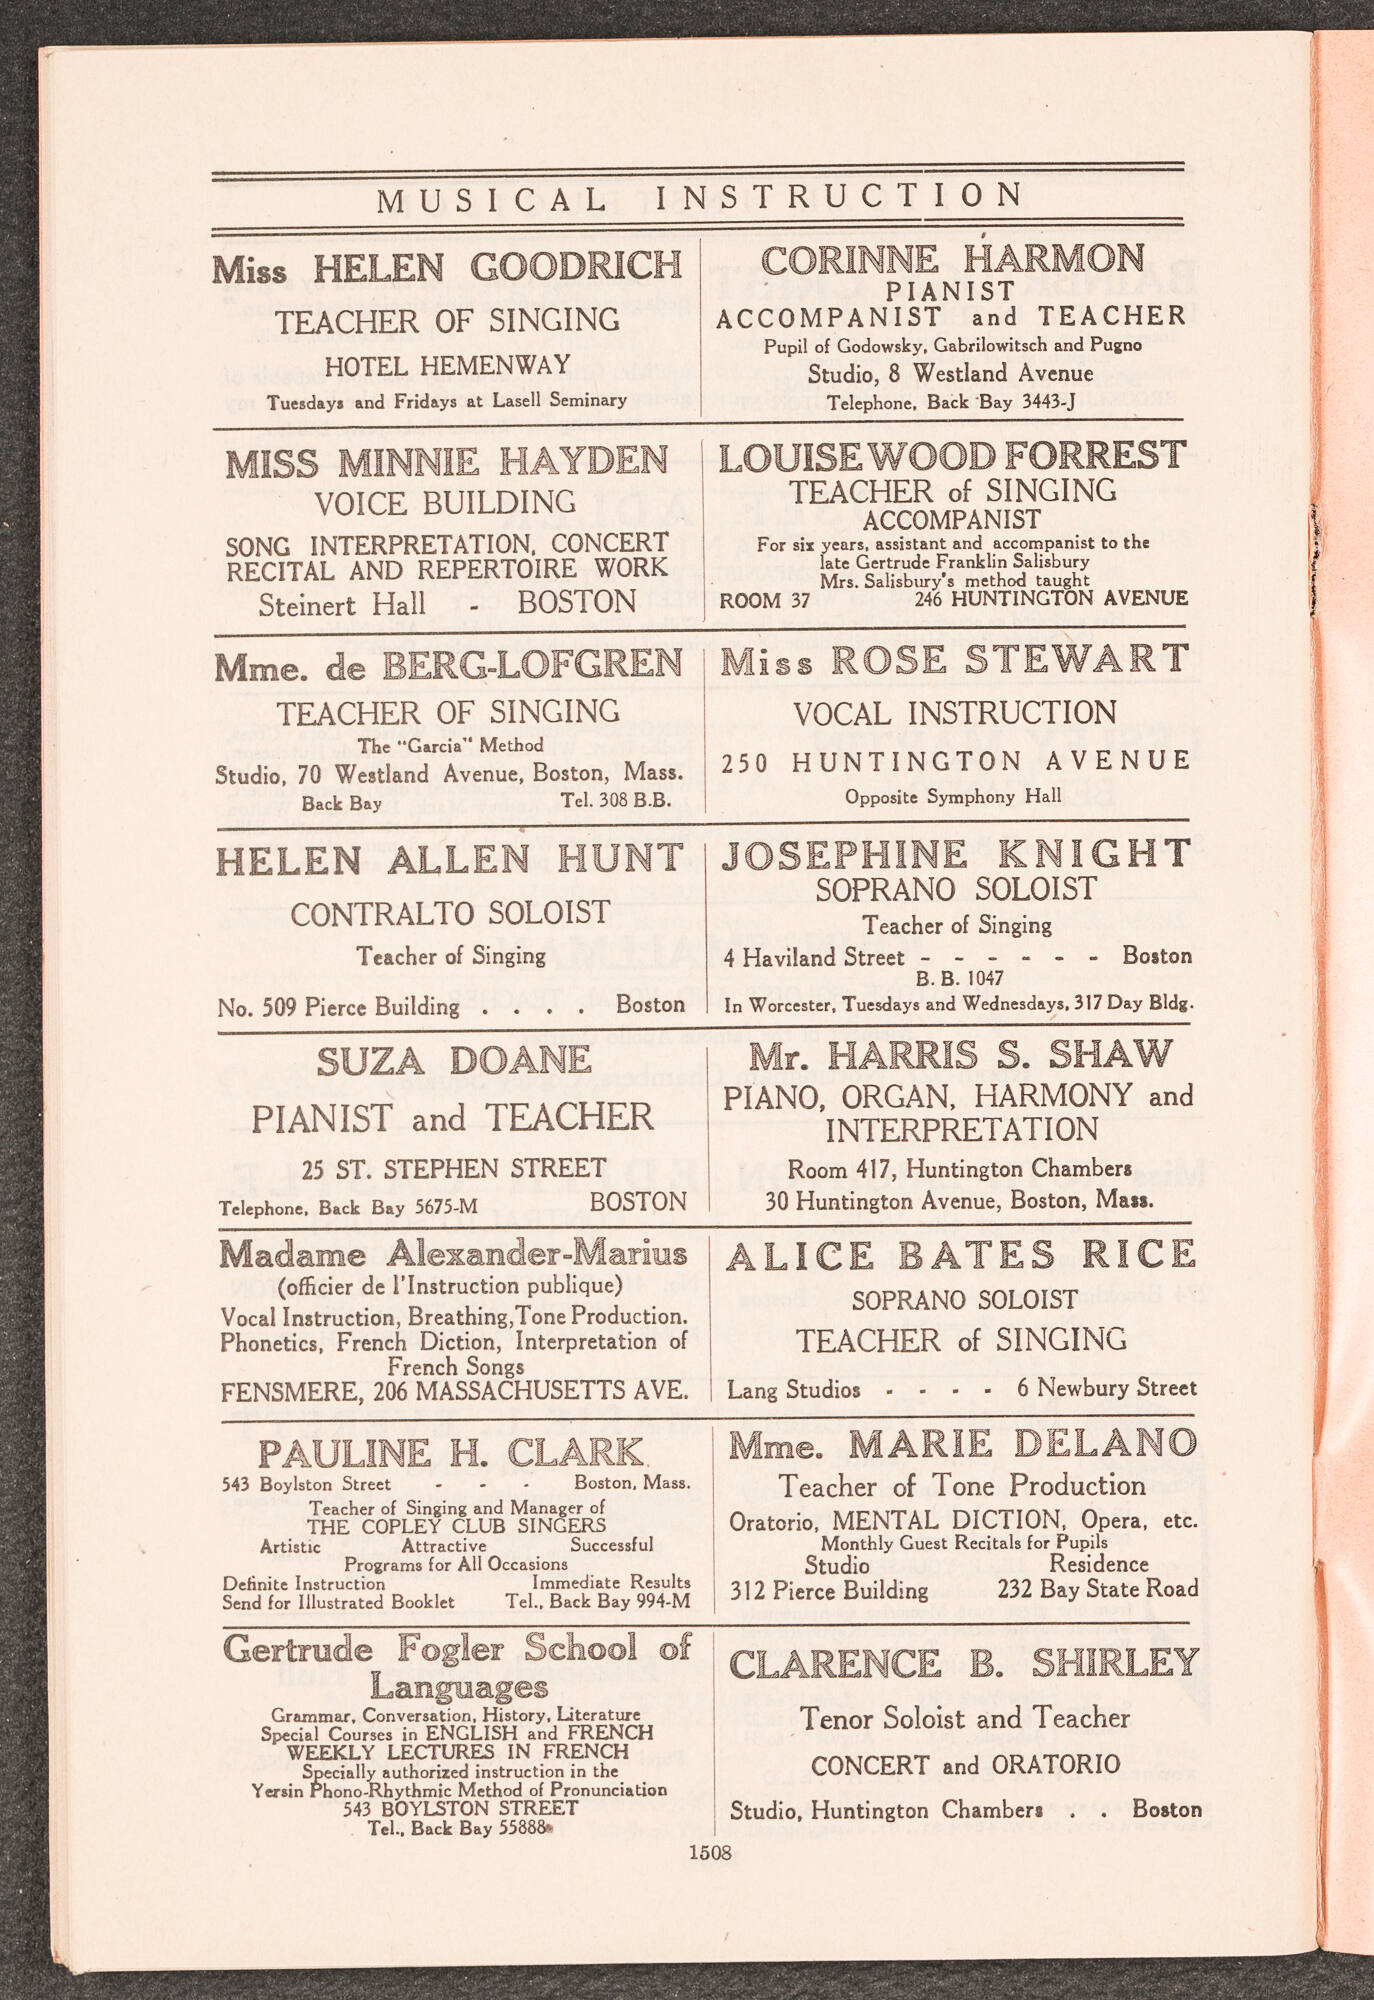 MUSICAL INSTRUCTION
Miss HELEN GOODRICH
TEACHER OF SINGING
HOTEL HEMENWAY
Tuesdays and Fridays at Lasell Seminary
CORINNE HARMON
PIANIST
ACCOMPANIST and TEACHER
Pupil of Godowsky, Gabrilowitsch and Pugno
Studio, 8 Westland Avenue
Telephone, Back Bay 3443-J
MISS MINNIE HAYDEN
VOICE BUILDING
SONG INTERPRETATION, CONCERT
RECITAL AND REPERTOIRE WORK
Steinert Hall - BOSTON
LOUISE WOOD FORREST
TEACHER of SINGING
ACCOMPANIST
For six years, assistant and accompanist to the
late Gertrude Franklin Salisbury
Mrs. Salisbury's method taught
ROOM 37 246 HUNTINGTON AVENUE
Mme. de BERG-LOFGREN
TEACHER OF SINGING
The "Garcia" Method
Studio, 70 Westland Avenue, Boston, Mass.
Back Bay Tel. 308 B.B.
Miss ROSE STEWART
VOCAL INSTRUCTION
250 HUNTINGTON AVENUE
Opposite Symphony Hall
HELEN ALLEN HUNT
CONTRALTO SOLOIST
Teacher of Singing
No. 509 Pierce Building . . . . Boston
JOSEPHINE KNIGHT
SOPRANO SOLOIST
Teacher of Singing
4 Haviland Street - - - - - - Boston
B. B. 1047
In Worcester, Tuesdays and Wednesdays, 317 Day Bldg.
SUZA DOANE
PIANIST and TEACHER
25 ST. STEPHEN STREET
Telephone, Back Bay 5675-M BOSTON
Mr. HARRIS S. SHAW
PIANO, ORGAN, HARMONY and
INTERPRETATION
Room 417, Huntington Chambers
30 Huntington Avenue, Boston, Mass.
Madame Alexander-Marius
(officier de l'Instruction publique)
Vocal Instruction, Breathing, Tone Production.
Phonetics, French Diction, Interpretation of
French Songs
FENSMERE, 206 MASSACHUSETTS AVE.
ALICE BATES RICE
SOPRANO SOLOIST
TEACHER of SINGING
Lang Studios - - - - 6 Newbury Street
PAULINE H. CLARK
543 Boylston Street - - - Boston, Mass.
Teacher of Singing and Manager of
THE COPLEY CLUB SINGERS
Artistic Attractive Successful
Programs for All Occasions
Definite Instruction Immediate Results
Send for Illustrated Booklet Tel., Back Bay 994-M
Mme. MARIE DELANO
Teacher of Tone Production
Oratorio, MENTAL DICTION, Opera, etc.
Monthly Guest Recitals for Pupils
Studio Residence
312 Pierce Building 232 Bay State Road
Gertrude Fogler School of
Languages
Grammar, Conversation, History, Literature
Special Courses in ENGLISH and FRENCH
WEEKLY LECTURES IN FRENCH
Specially authorized instruction in the
Yersin Phono-Rhythmic Method of Pronunciation
543 BOYLSTON STREET
Tel., Back Bay 55888
CLARENCE B. SHIRLEY
Tenor Soloist and Teacher
CONCERT and ORATORIO
Studio, Huntington Chambers . . Boston
1508